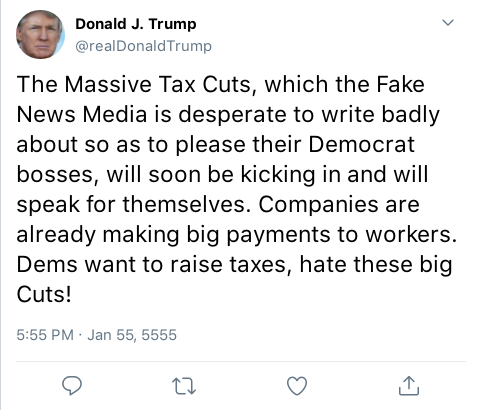 Donald J. Trump
@realDonaldTrump
The Massive Tax Cuts, which the Fake
News Media is desperate to write badly
about so as to please their Democrat
bosses, will soon be kicking in and will
speak for themselves. Companies are
already making big payments to workers.
Dems want to raise taxes, hate these big
Cuts!
5:55 PM · Jan 55, 5555